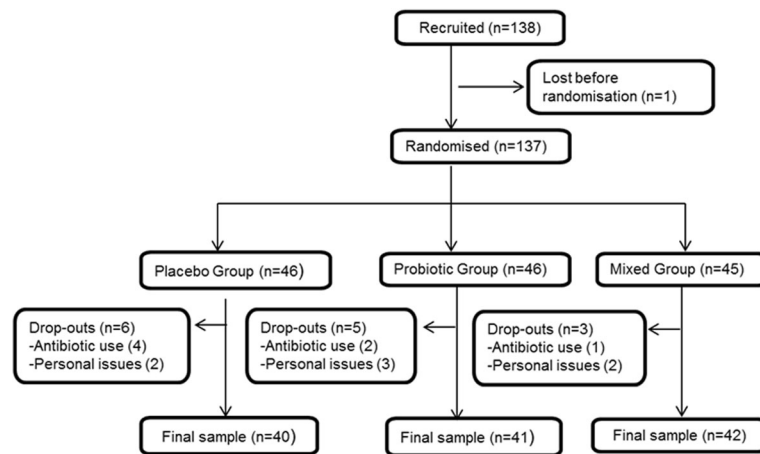 Recruited (n=138)
Lost before
randomisation (n=1)
Randomised (n=137)
Placebo Group (n=46)
Probiotic Group (n=46)
Mixed Group (n=45)
Drop-outs (n=6)
-Antibiotic use (4)
-Personal issues (2)
Drop-outs (n=5)
-Antibiotic use (2)
-Personal issues (3)
Drop-outs (n=3)
-Antibiotic use (1)
-Personal issues (2)
Final sample (n=40)
Final sample (n=41)
Final sample (n=42)